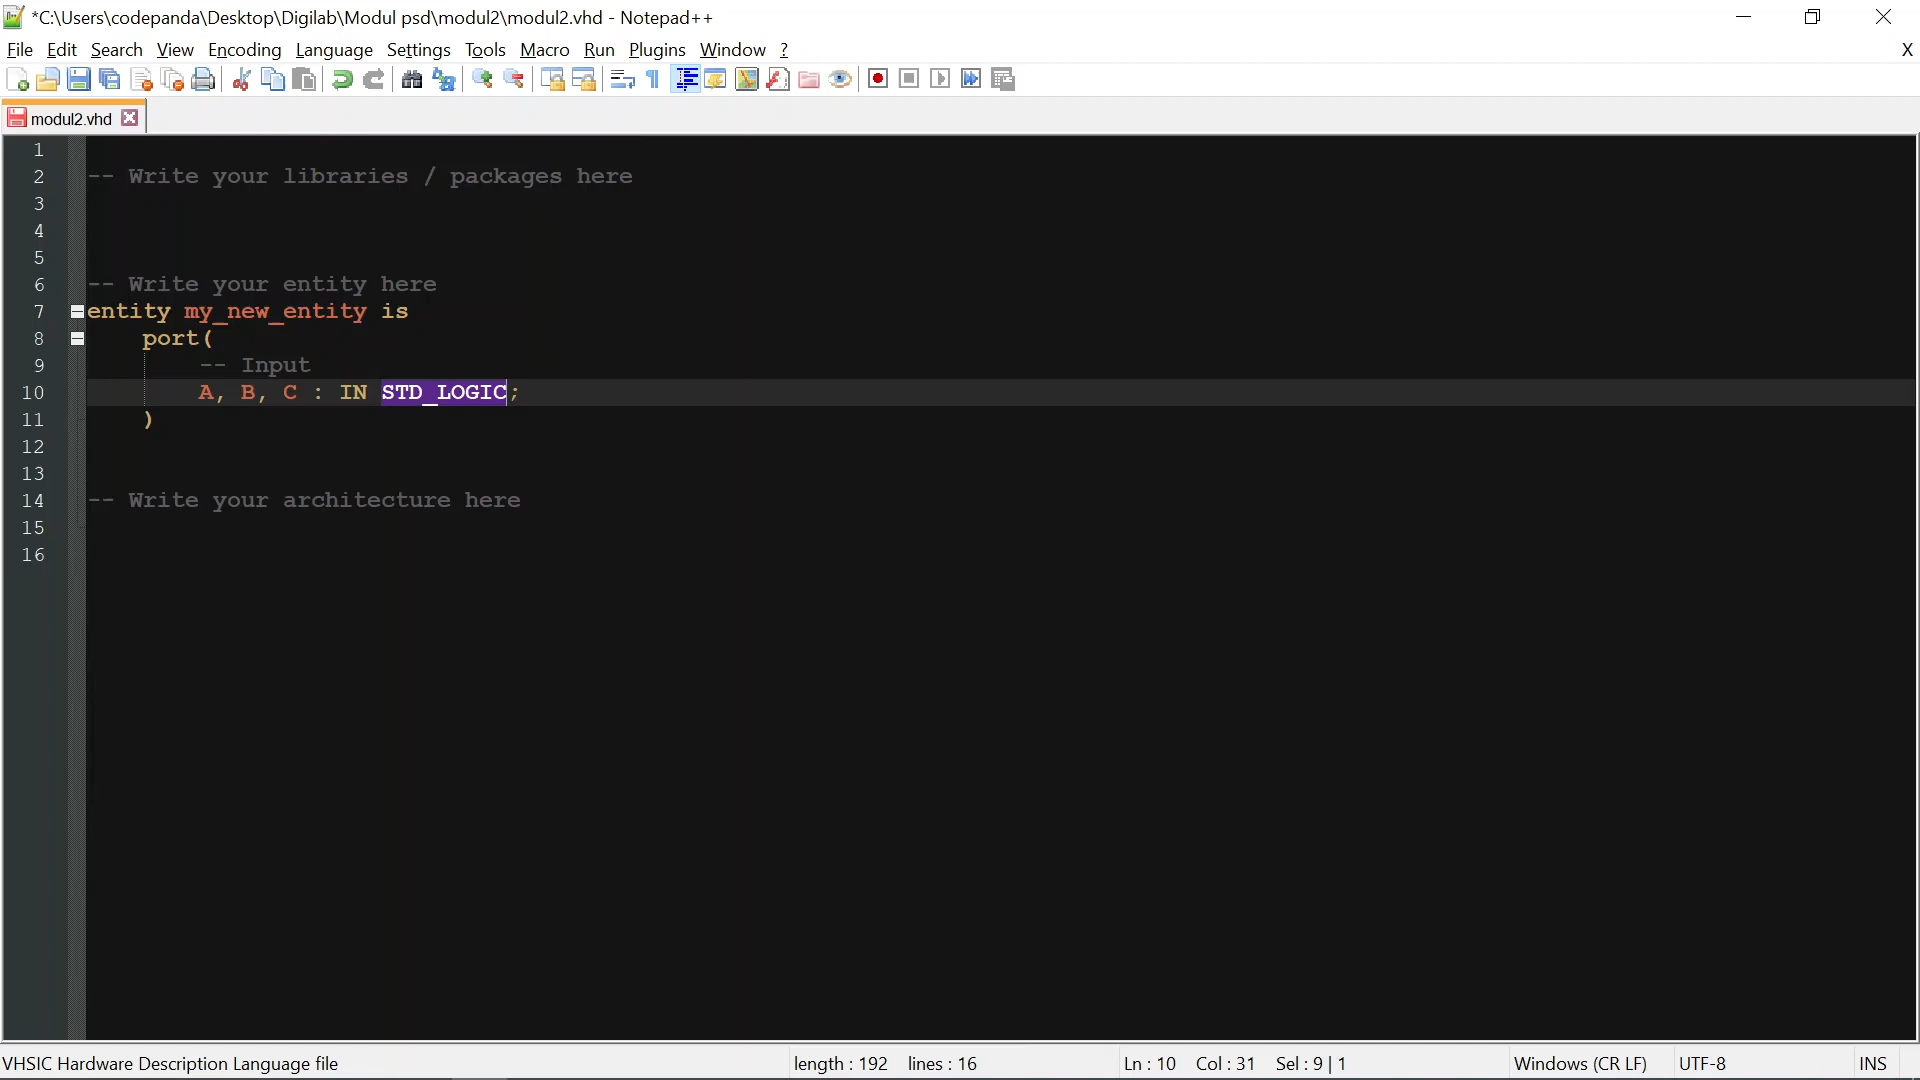 *C:\Users\codepanda\Desktop\Digilab\Modul psd\modul2\modul2.vhd - Notepad++
File Edit Search View Encoding Language Settings Tools Macro Run Plugins Window ? X
modul2.vhd
1
2 -- Write your libraries / packages here
3
4
5
6 -- Write your entity here
7 entity my_new_entity is
8 port(
9 -- Input
10 A, B, C : IN STD_LOGIC;
11 )
12
13
14 -- Write your architecture here
15
16
VHSIC Hardware Description Language file length : 192 lines : 16 Ln : 10 Col : 31 Sel : 9 | 1 Windows (CR LF) UTF-8 INS